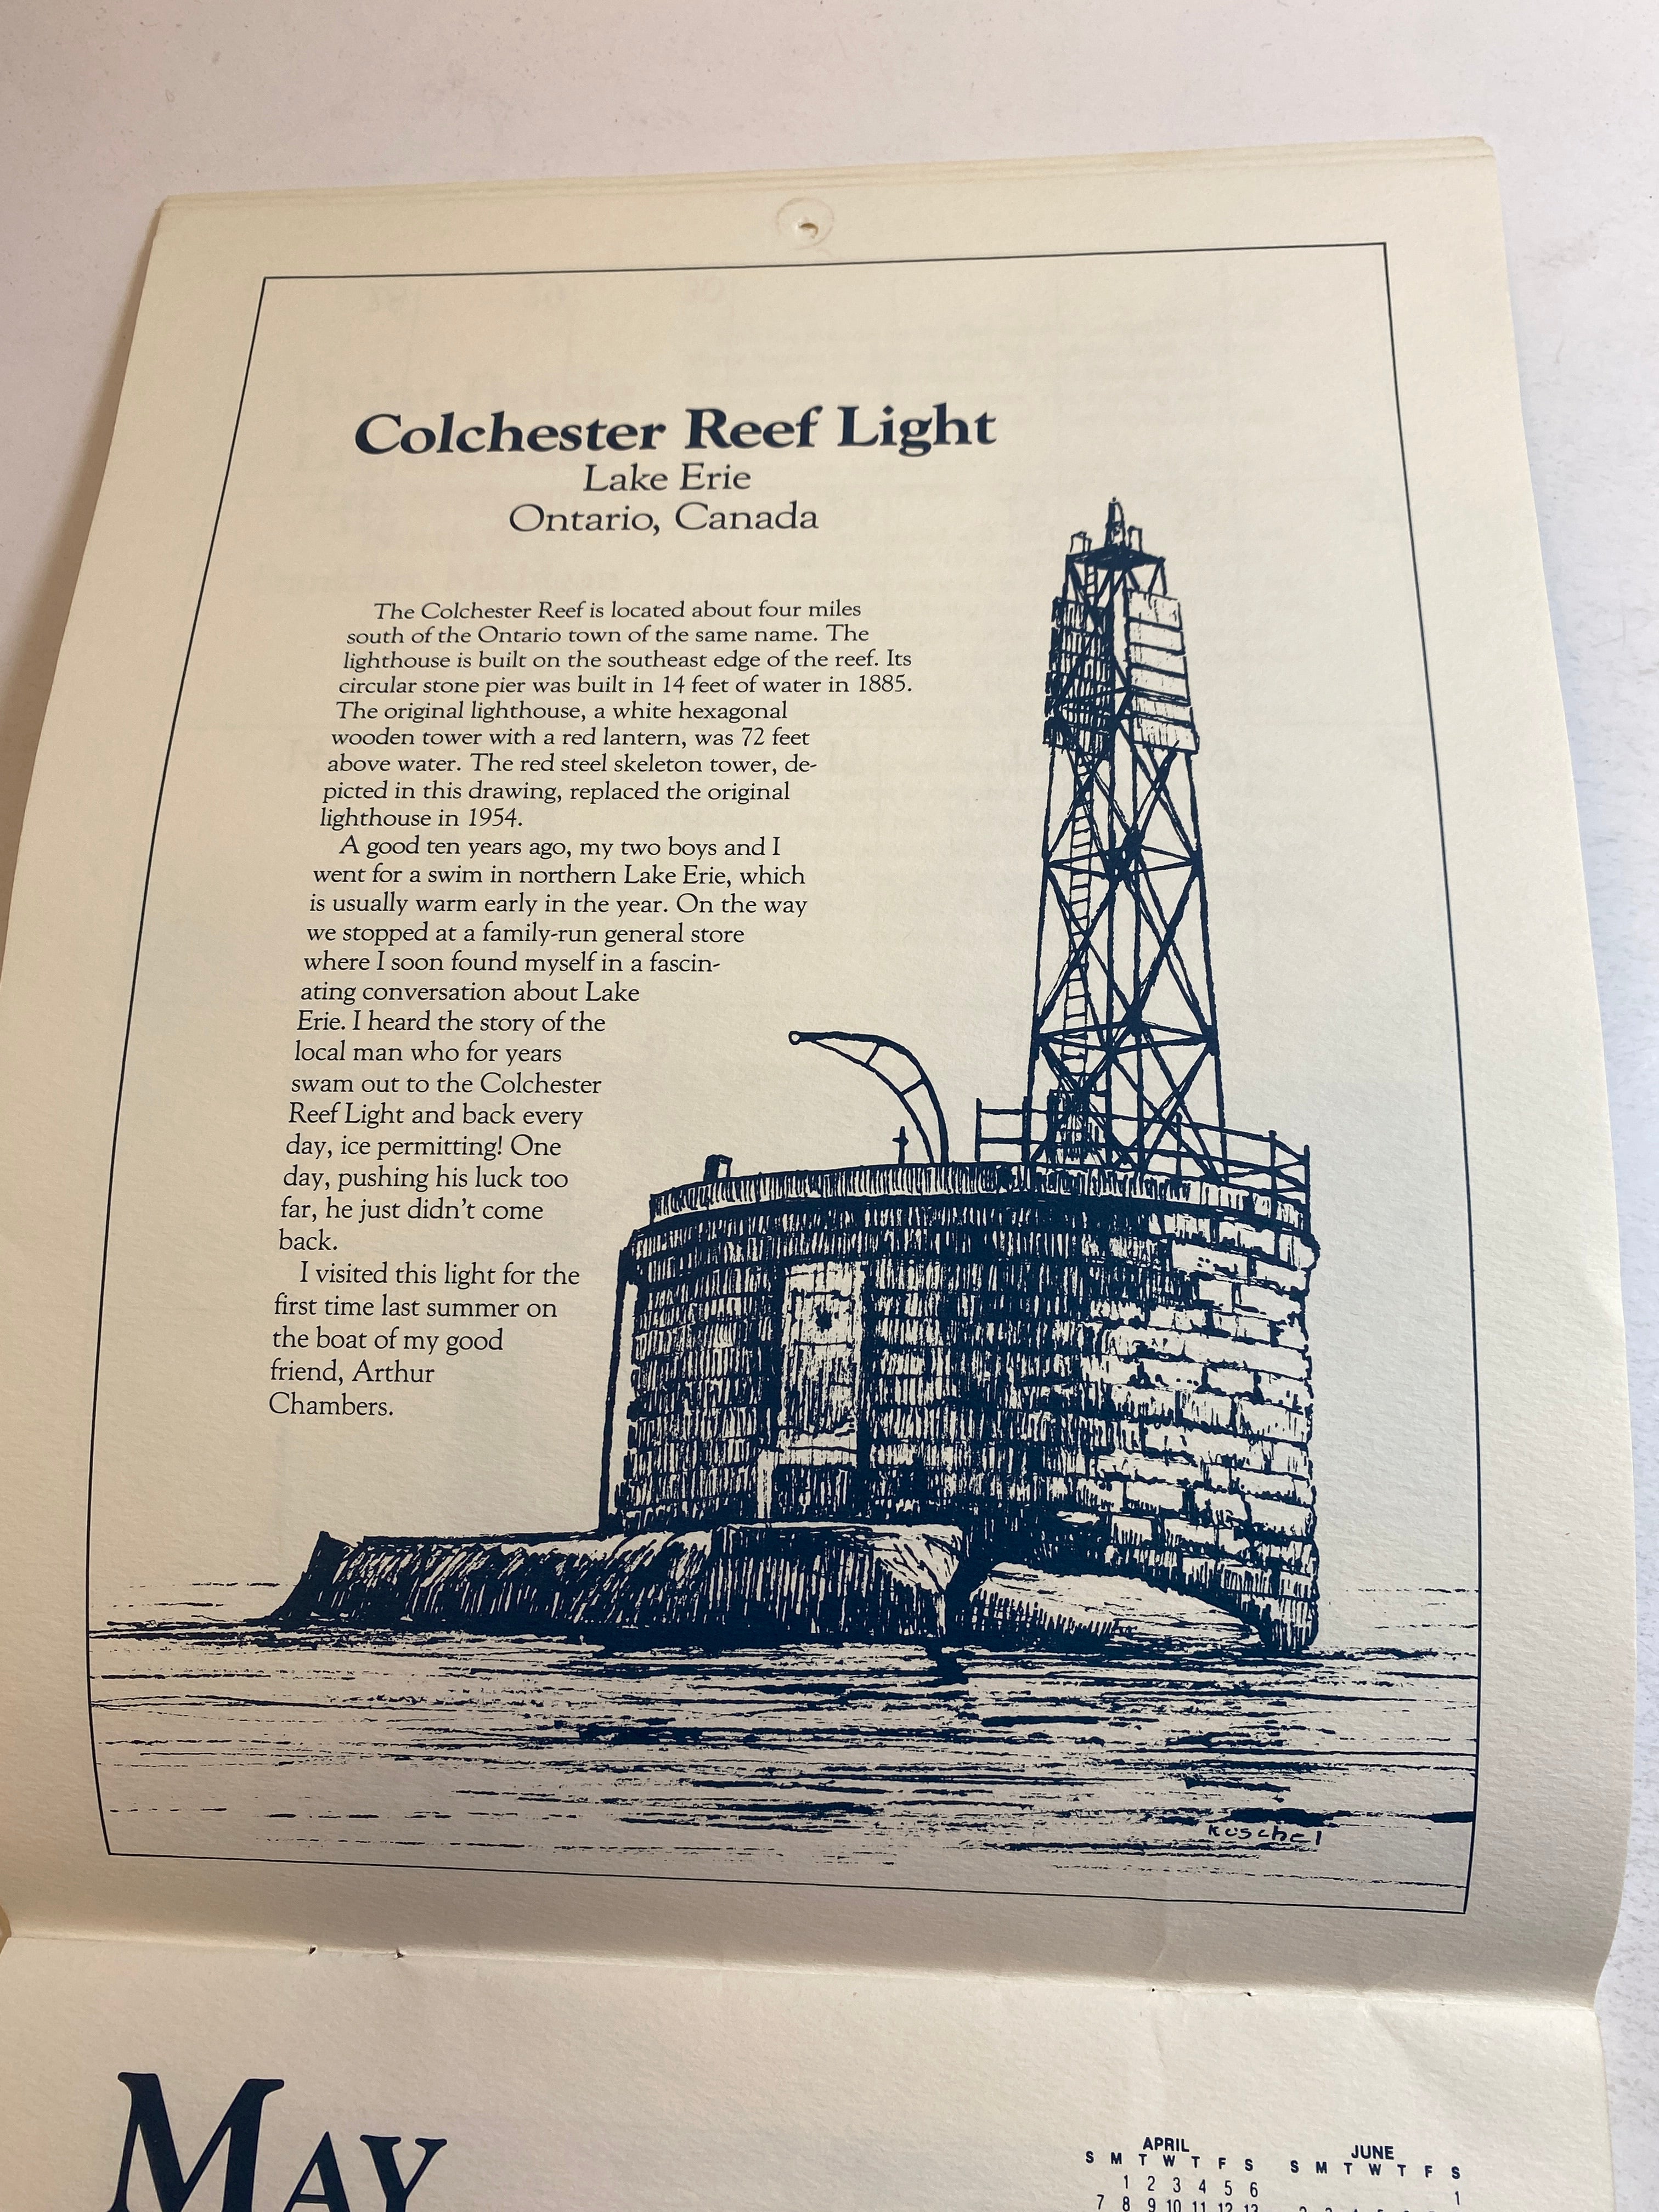 Colchester Reef Light
Lake Erie
Ontario, Canada
The Colchester Reef is located about four miles
south of the Ontario town of the same name. The
lighthouse is built on the southeast edge of the reef. Its
circular stone pier was built in 14 feet of water in 1885.
The original lighthouse, a white hexagonal
wooden tower with a red lantern, was 72 feet
above water. The red steel skeleton tower, de-
picted in this drawing, replaced the original
lighthouse in 1954.
A good ten years ago, my two boys and I
went for a swim in northern Lake Erie, which
is usually warm early in the year. On the way
we stopped at a family-run general store
where I soon found myself in a fascin-
ating conversation about Lake
Erie. I heard the story of the
local man who for years
swam out to the Colchester
Reef Light and back every
day, ice permitting! One
day, pushing his luck too
far, he just didn't come
back.
I visited this light for the
first time last summer on
the boat of my good
friend, Arthur
Chambers.
Kuschel
MAY
APRIL
S M T W T F S
1 2 3 4 5 6
7 8 9 10 11 12 13
JUNE
S M T W T F S
1